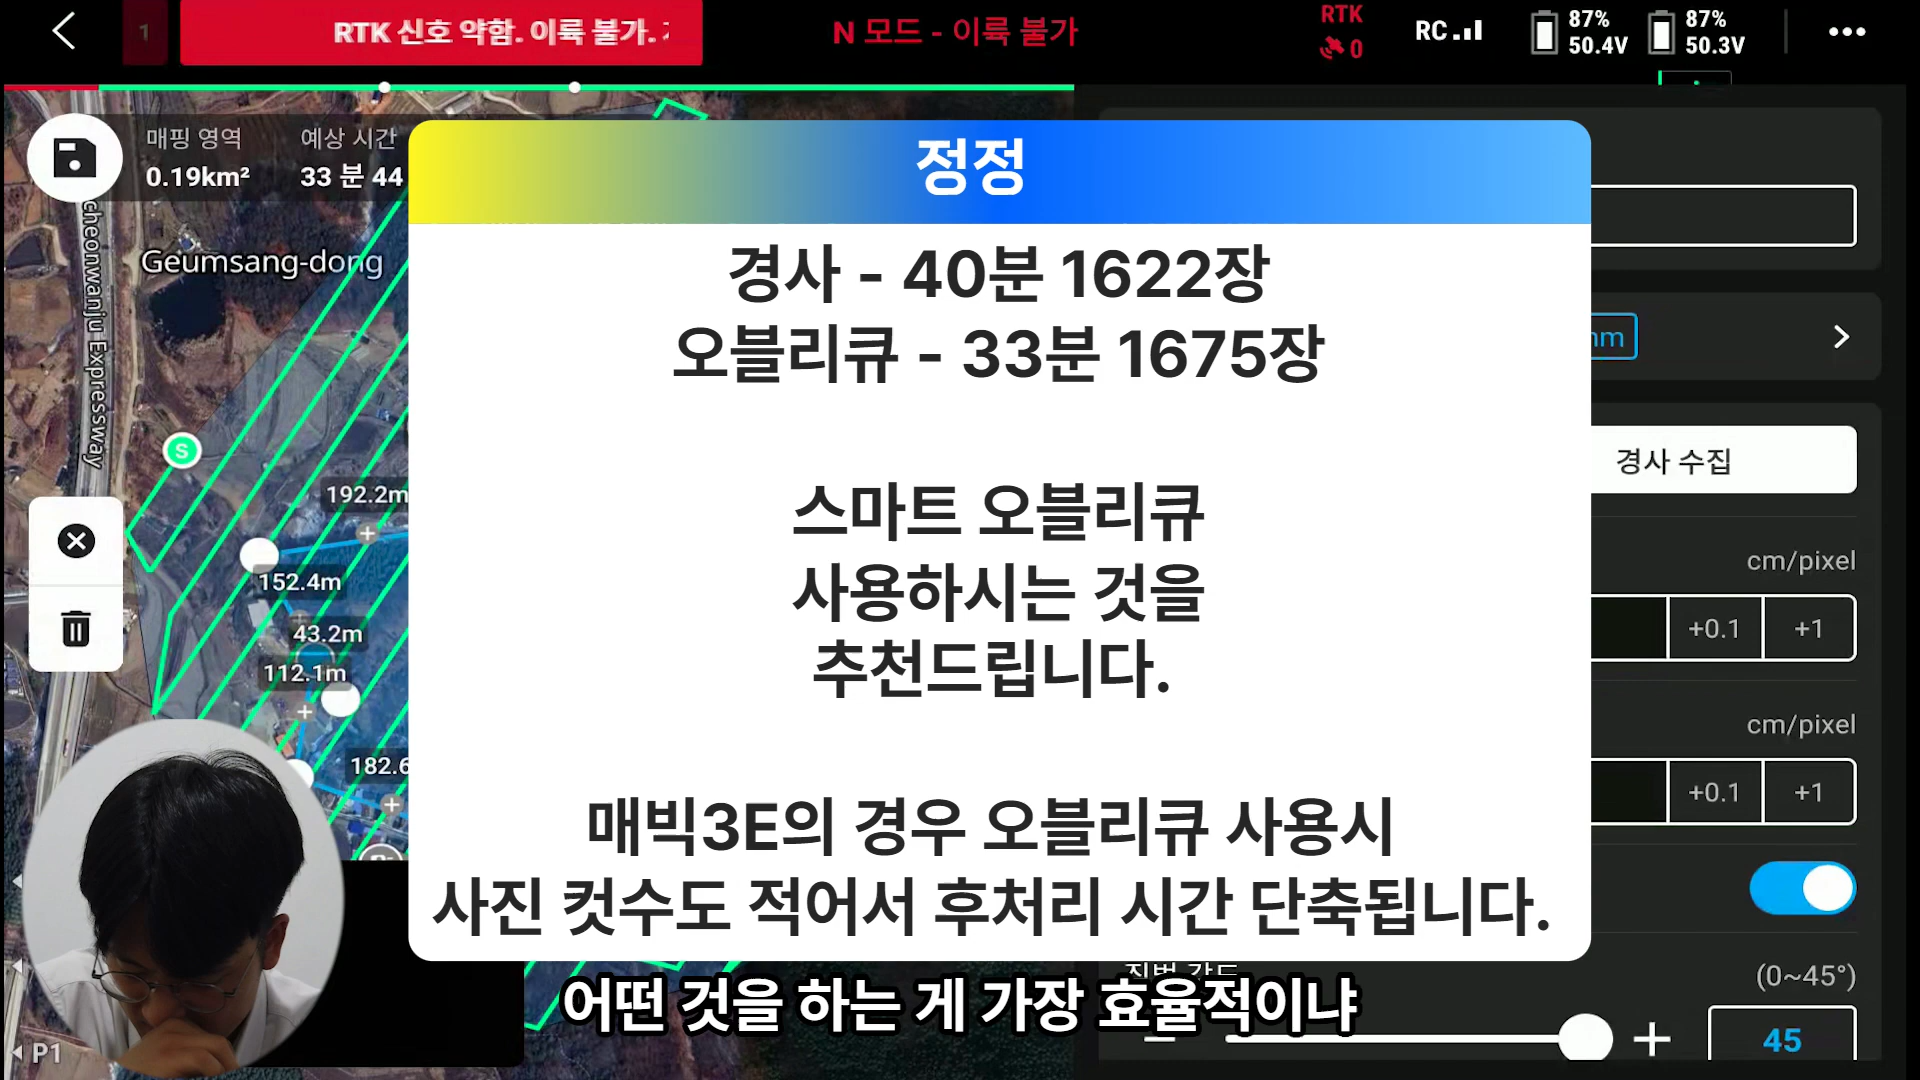 1
RTK 신호 약함. 이륙 불가.
N 모드 - 이륙 불가
RTK
0
RC
87%
50.4V
87%
50.3V
매핑 영역
0.19km²
예상 시간
33 분 44
정정
경사 - 40분 1622장
오블리큐 - 33분 1675장
스마트 오블리큐
사용하시는 것을
추천드립니다.
매빅3E의 경우 오블리큐 사용시
사진 컷수도 적어서 후처리 시간 단축됩니다.
cheonwanju Expressway
Geumsang-dong
S
192.2m
152.4m
43.2m
112.1m
182.6
mm
경사 수집
cm/pixel
+0.1
+1
cm/pixel
+0.1
+1
(0~45°)
45
어떤 것을 하는 게 가장 효율적이냐
P1